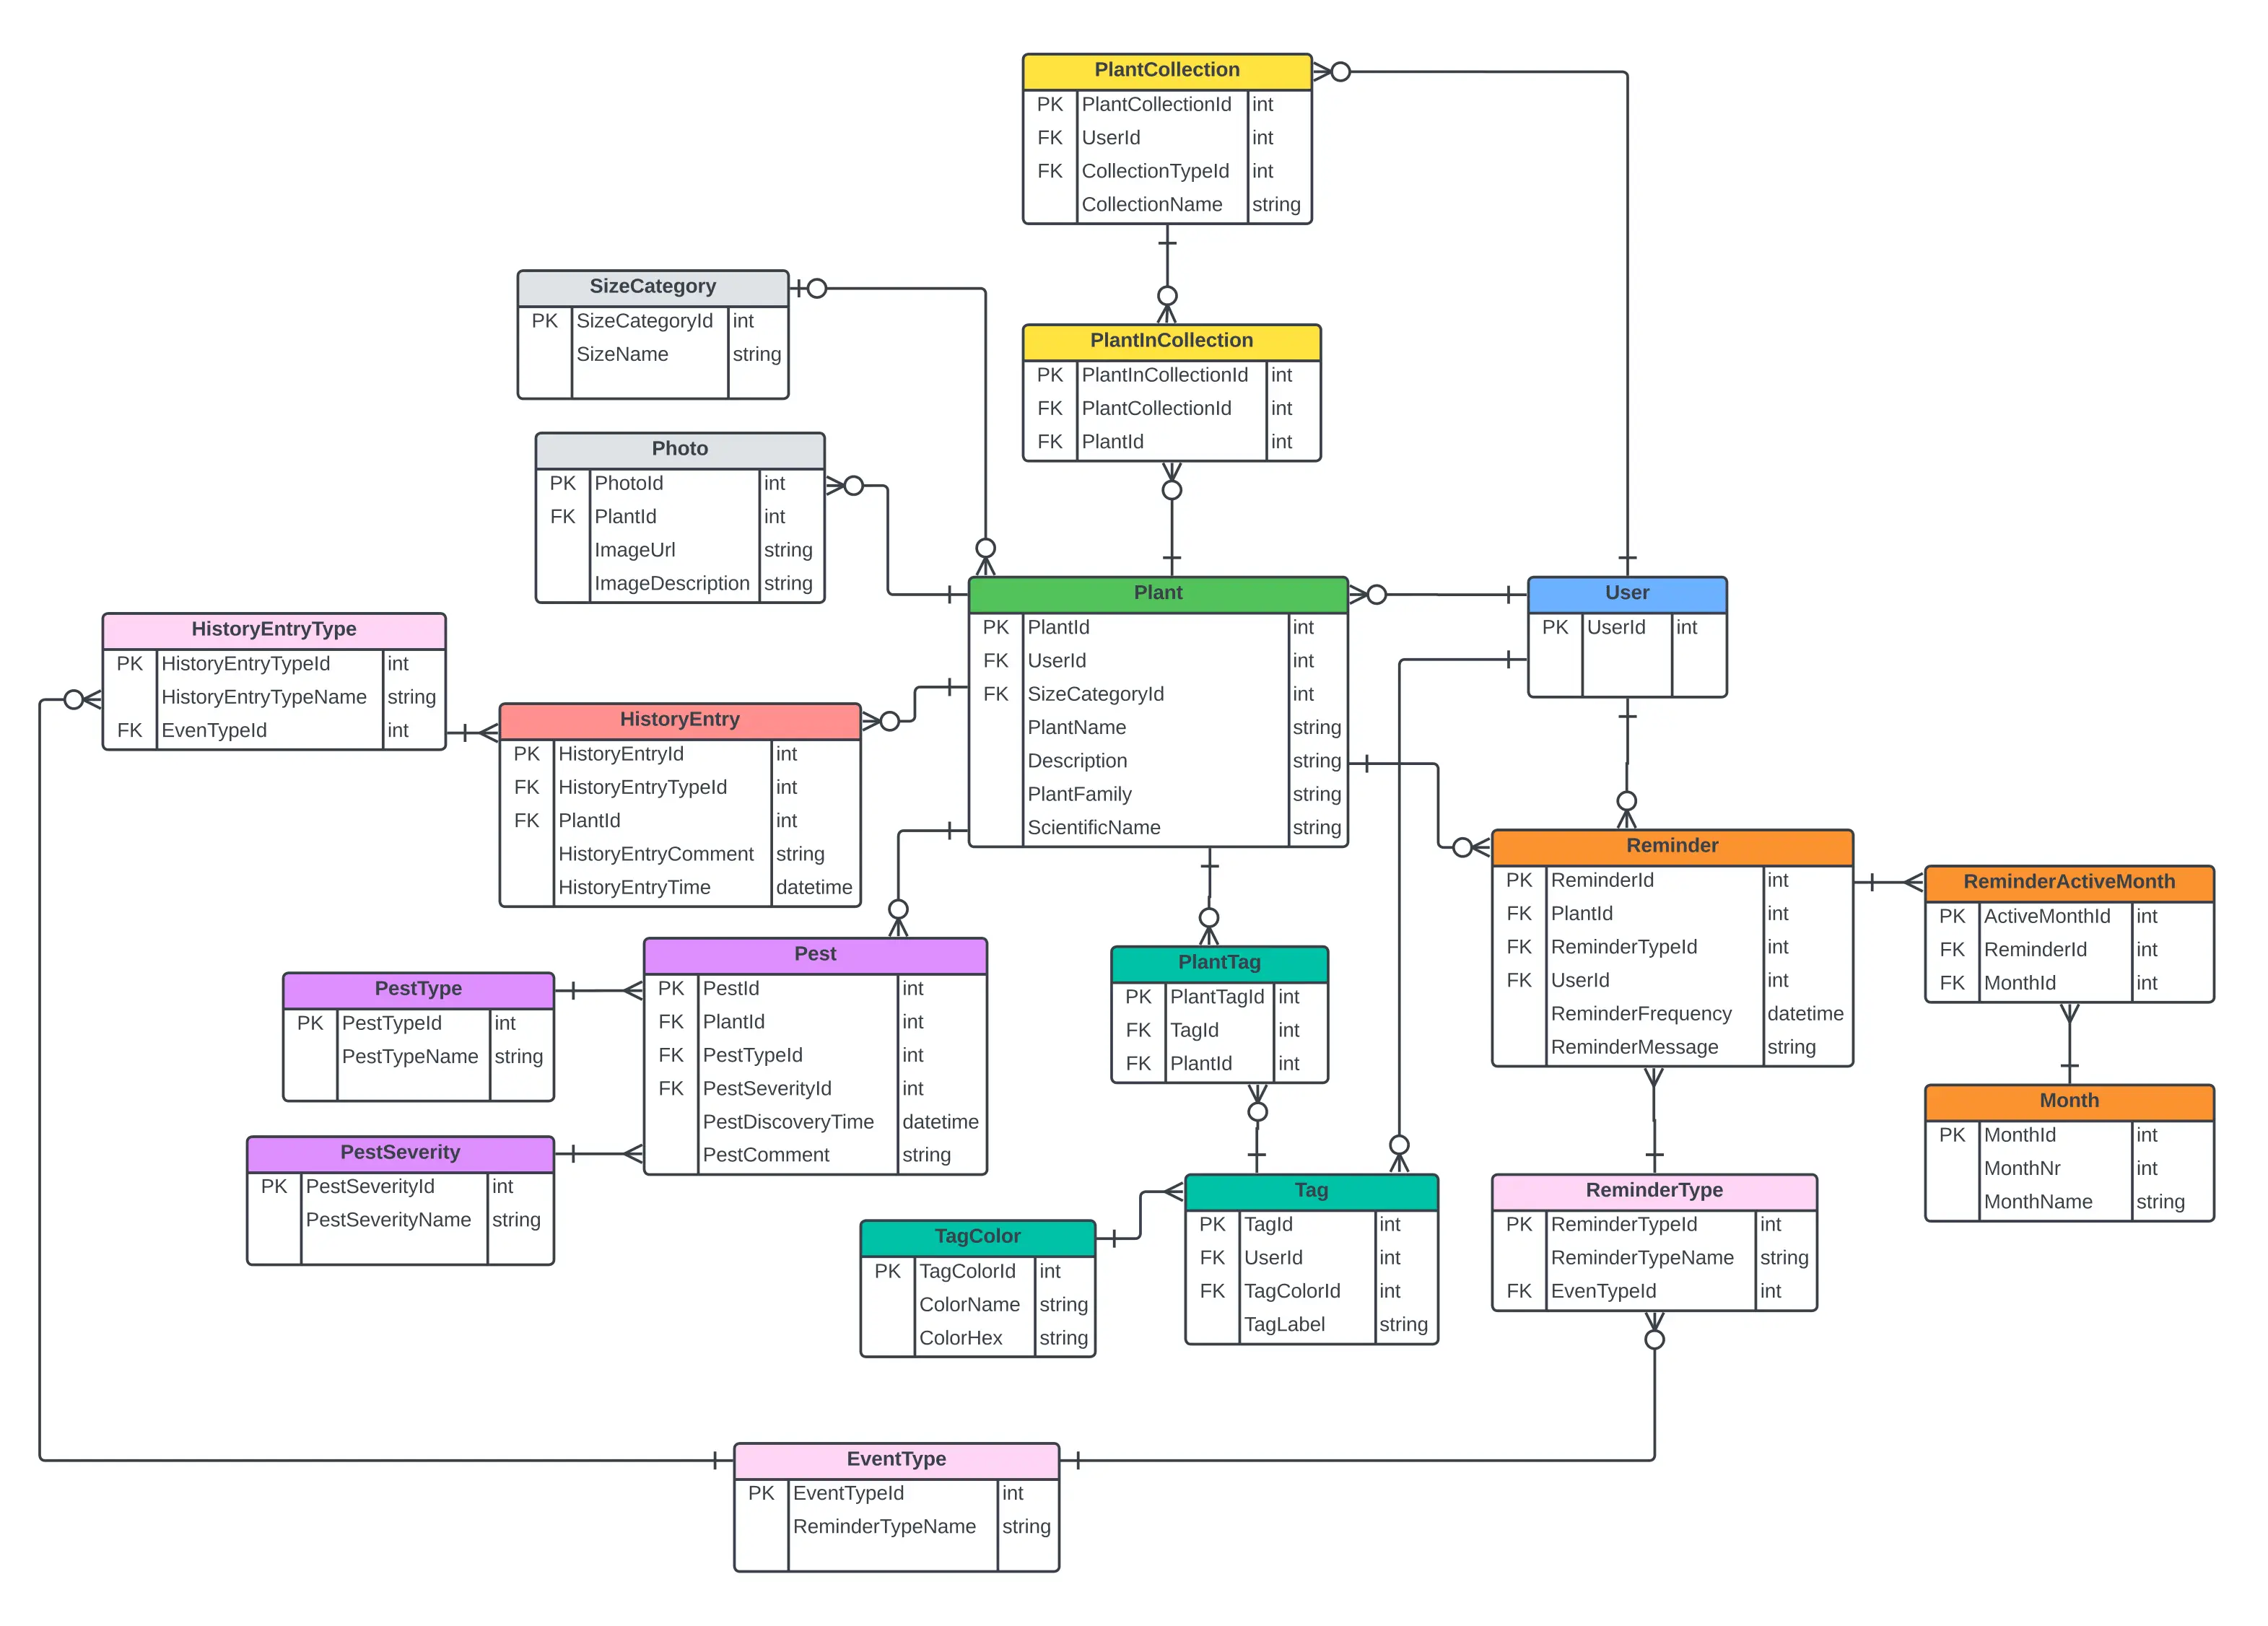 PlantCollection
PK PlantCollectionId int
FK UserId int
FK CollectionTypeId int
CollectionName string
SizeCategory
PK SizeCategoryId int
SizeName string
PlantInCollection
PK PlantInCollectionId int
FK PlantCollectionId int
FK PlantId int
Photo
PK PhotoId int
FK PlantId int
ImageUrl string
ImageDescription string
Plant
PK PlantId int
FK UserId int
FK SizeCategoryId int
PlantName string
Description string
PlantFamily string
ScientificName string
User
PK UserId int
HistoryEntryType
PK HistoryEntryTypeId int
HistoryEntryTypeName string
FK EvenTypeId int
HistoryEntry
PK HistoryEntryId int
FK HistoryEntryTypeId int
FK PlantId int
HistoryEntryComment string
HistoryEntryTime datetime
Reminder
PK ReminderId int
FK PlantId int
FK ReminderTypeId int
FK UserId int
ReminderFrequency datetime
ReminderMessage string
ReminderActiveMonth
PK ActiveMonthId int
FK ReminderId int
FK MonthId int
Pest
PK PestId int
FK PlantId int
FK PestTypeId int
FK PestSeverityId int
PestDiscoveryTime datetime
PestComment string
PlantTag
PK PlantTagId int
FK TagId int
FK PlantId int
PestType
PK PestTypeId int
PestTypeName string
Month
PK MonthId int
MonthNr int
MonthName string
PestSeverity
PK PestSeverityId int
PestSeverityName string
Tag
PK TagId int
FK UserId int
FK TagColorId int
TagLabel string
ReminderType
PK ReminderTypeId int
ReminderTypeName string
FK EvenTypeId int
TagColor
PK TagColorId int
ColorName string
ColorHex string
EventType
PK EventTypeId int
ReminderTypeName string